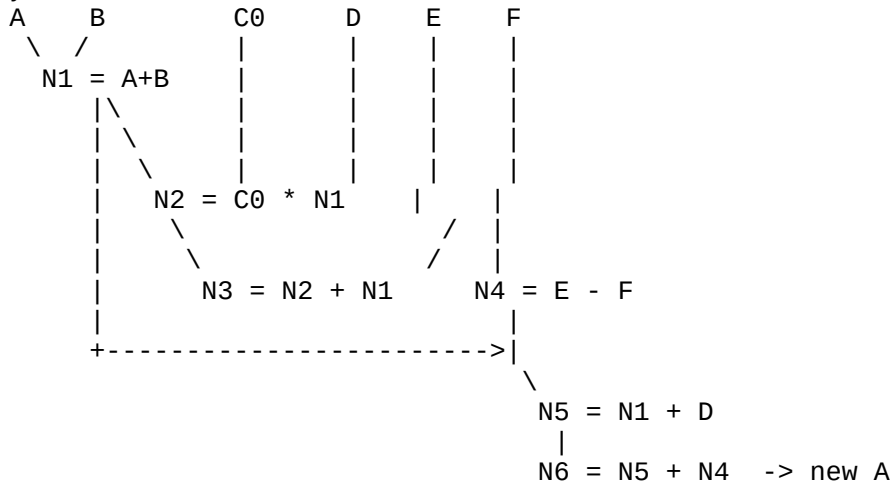 A B C0 D E F
N1 = A+B
N2 = C0 * N1
N3 = N2 + N1 N4 = E - F
+------------------------>|
N5 = N1 + D
N6 = N5 + N4 -> new A